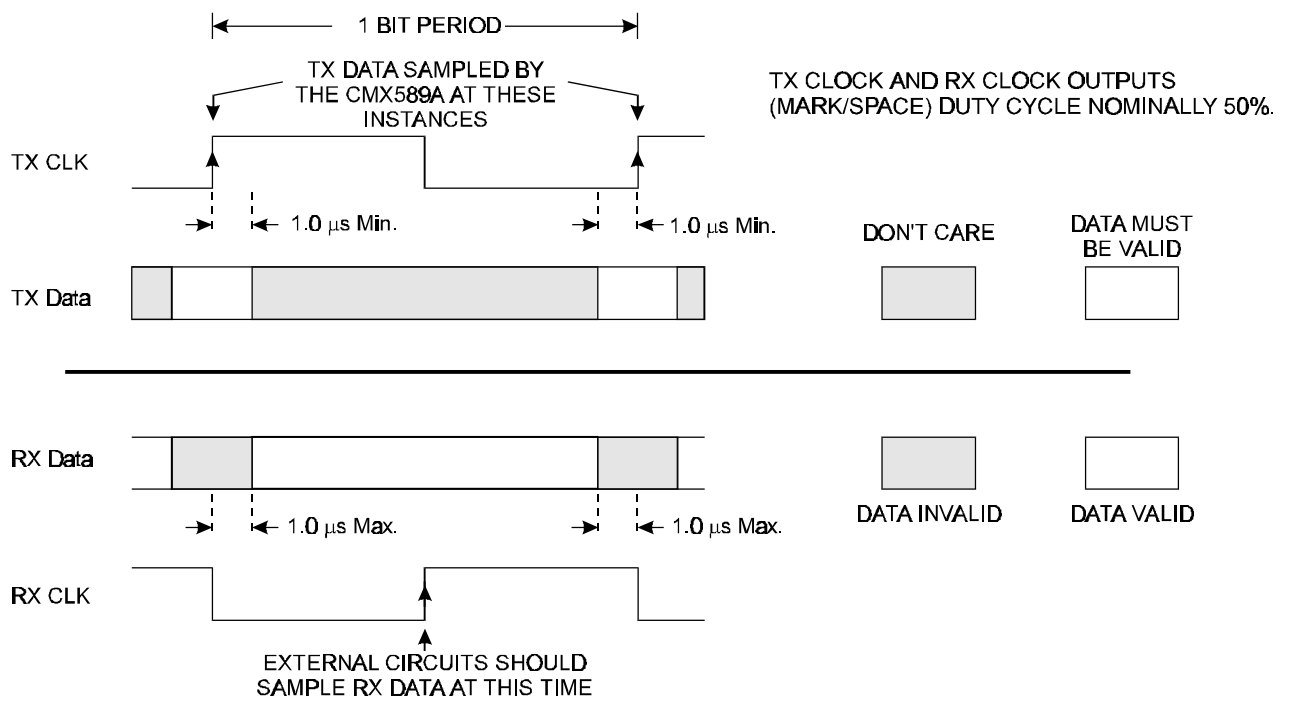 1 BIT PERIOD
TX DATA SAMPLED BY
THE CMX589A AT THESE
INSTANCES
TX CLOCK AND RX CLOCK OUTPUTS
(MARK/SPACE) DUTY CYCLE NOMINALLY 50%.
TX CLK
1.0 μs Min.
1.0 μs Min.
DON'T CARE
DATA MUST
BE VALID
TX Data
RX Data
1.0 μs Max.
1.0 μs Max.
DATA INVALID
DATA VALID
RX CLK
EXTERNAL CIRCUITS SHOULD
SAMPLE RX DATA AT THIS TIME